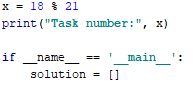 x = 18 % 21
print("Task number:", x)
if __name__ == '__main__':
    solution = []